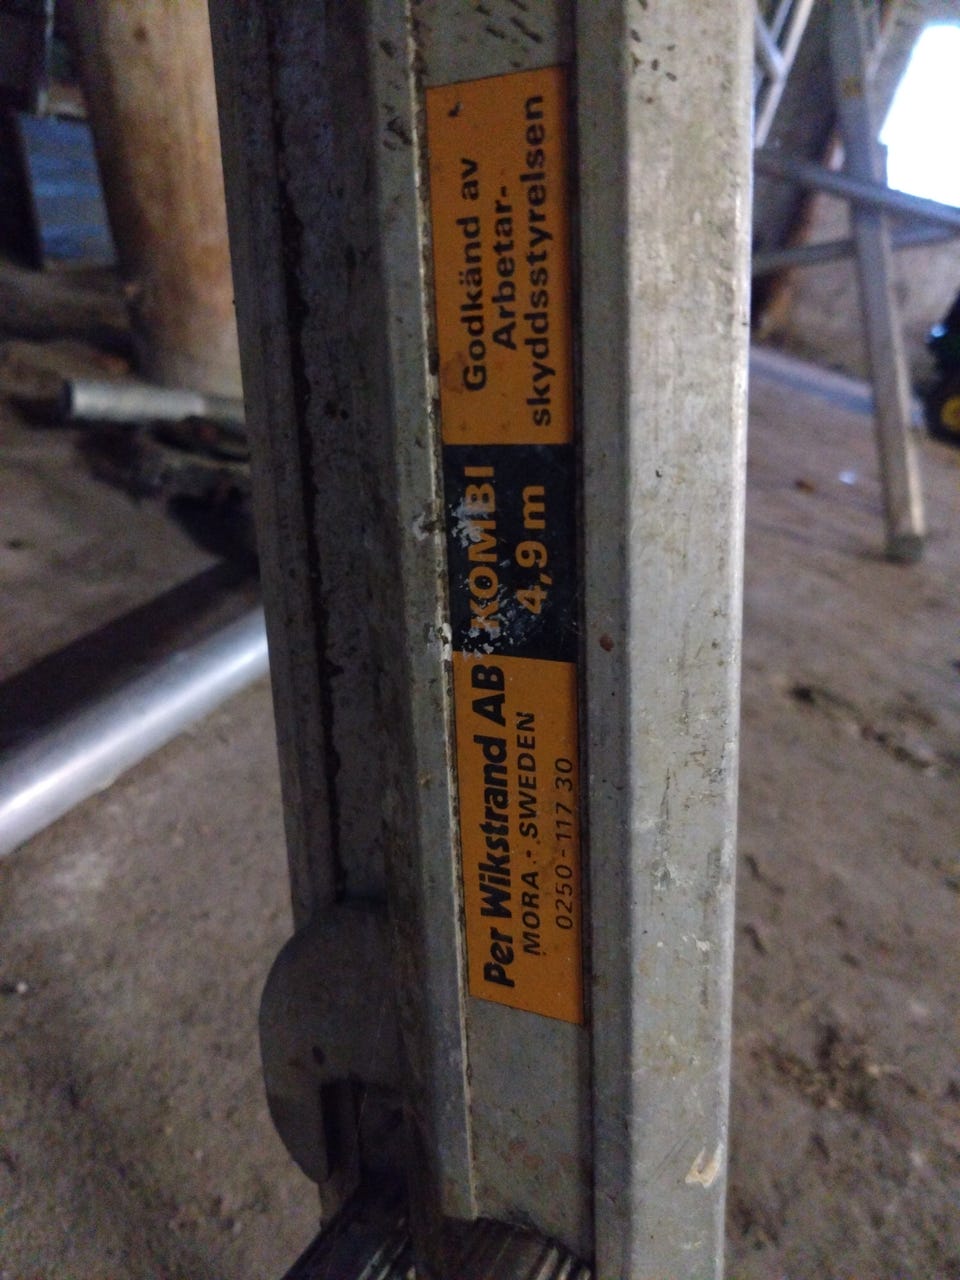 Per Wikstrand AB
MORA - SWEDEN
0250-117 30
KOMBI
4,9 m
Godkänd av
Arbetar-
skyddsstyrelsen